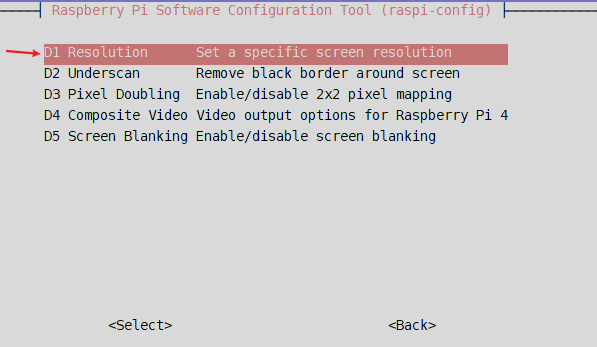 Raspberry Pi Software Configuration Tool (raspi-config)
D1 Resolution Set a specific screen resolution
D2 Underscan Remove black border around screen
D3 Pixel Doubling Enable/disable 2x2 pixel mapping
D4 Composite Video Video output options for Raspberry Pi 4
D5 Screen Blanking Enable/disable screen blanking
<Select> <Back>